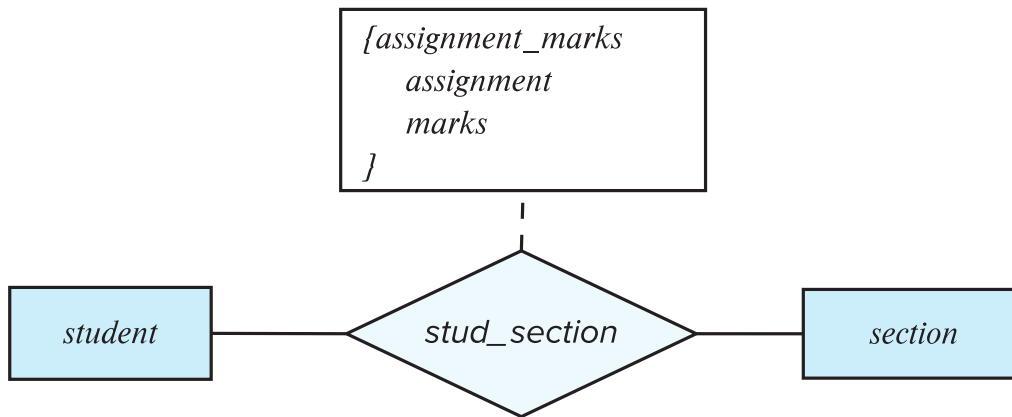 {assignment_marks
assignment
marks
}
student
stud_section
section